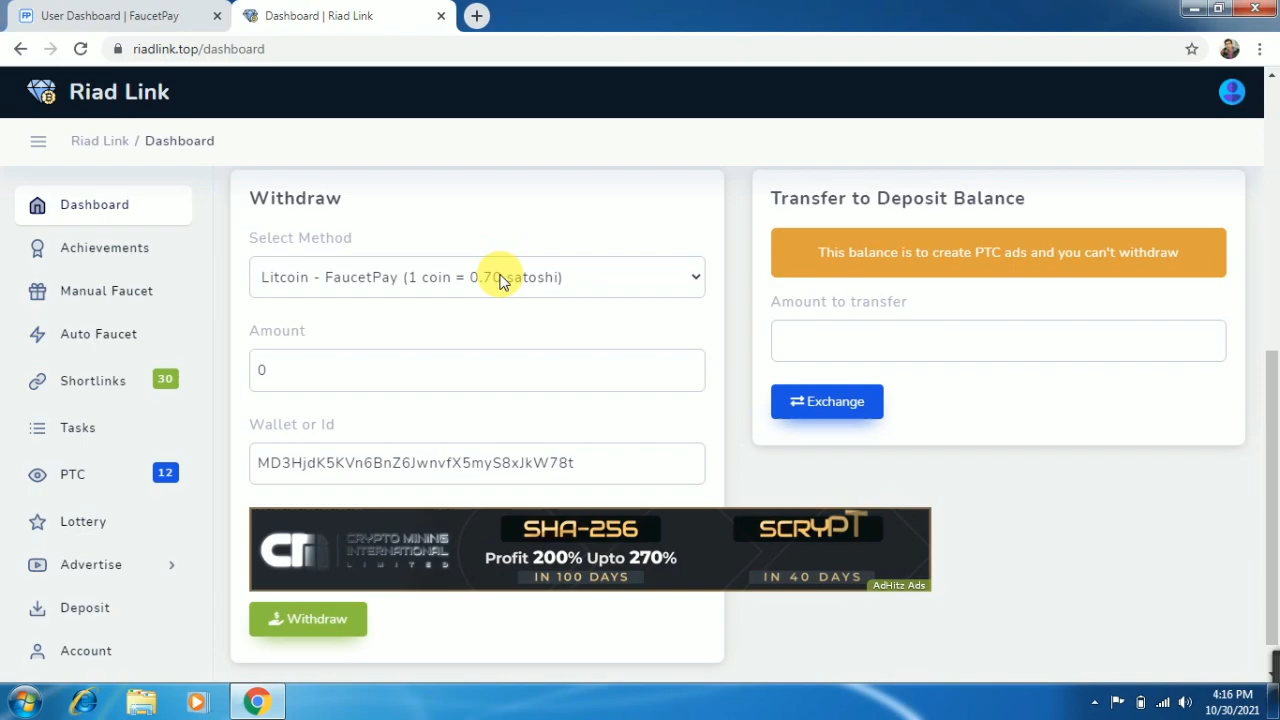 User Dashboard | FaucetPay
Dashboard | Riad Link
riadlink.top/dashboard
Riad Link
Riad Link / Dashboard
Dashboard
Achievements
Manual Faucet
Auto Faucet
Shortlinks 30
Tasks
PTC 12
Lottery
Advertise
Deposit
Account
Withdraw
Select Method
Litcoin - FaucetPay (1 coin = 0.70 satoshi)
Amount
0
Wallet or Id
MD3HjdK5KVn6BnZ6JwnvfX5myS8xJkW78t
CRYPTO MINING
INTERNATIONAL
LIMITED
SHA-256
SCRYPT
Profit 200% Upto 270%
IN 100 DAYS
IN 40 DAYS
AdHitz Ads
Withdraw
Transfer to Deposit Balance
This balance is to create PTC ads and you can't withdraw
Amount to transfer
Exchange
4:16 PM
10/30/2021